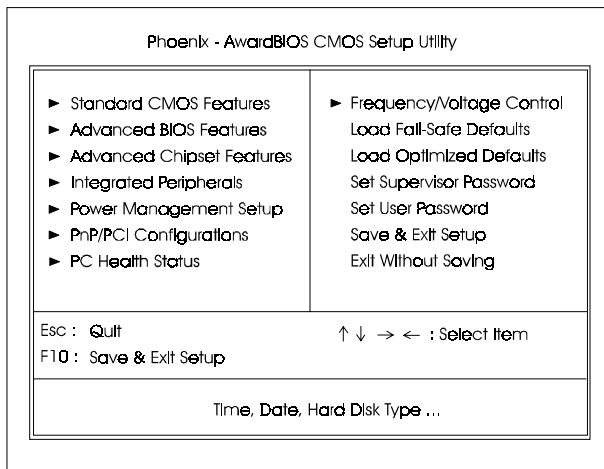 Phoenix - AwardBIOS CMOS Setup Utility
► Standard CMOS Features
► Advanced BIOS Features
► Advanced Chipset Features
► Integrated Peripherals
► Power Management Setup
► PnP/PCI Configurations
► PC Health Status
► Frequency/Voltage Control
Load Fail-Safe Defaults
Load Optimized Defaults
Set Supervisor Password
Set User Password
Save & Exit Setup
Exit Without Saving
Esc : Quit
F10 : Save & Exit Setup
↑ ↓ → ← : Select Item
Time, Date, Hard Disk Type ...